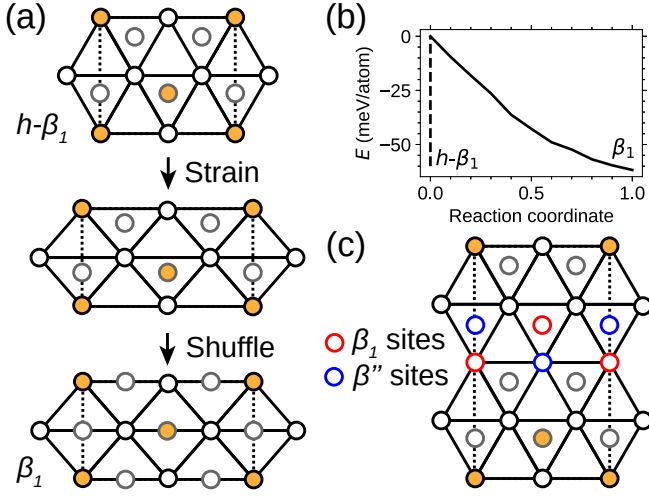 (a)
h-β₁
Strain
Shuffle
β₁
(b)
E (meV/atom)
0
−25
−50
h-β₁
β₁
0.0
0.5
1.0
Reaction coordinate
(c)
β₁ sites
β″ sites